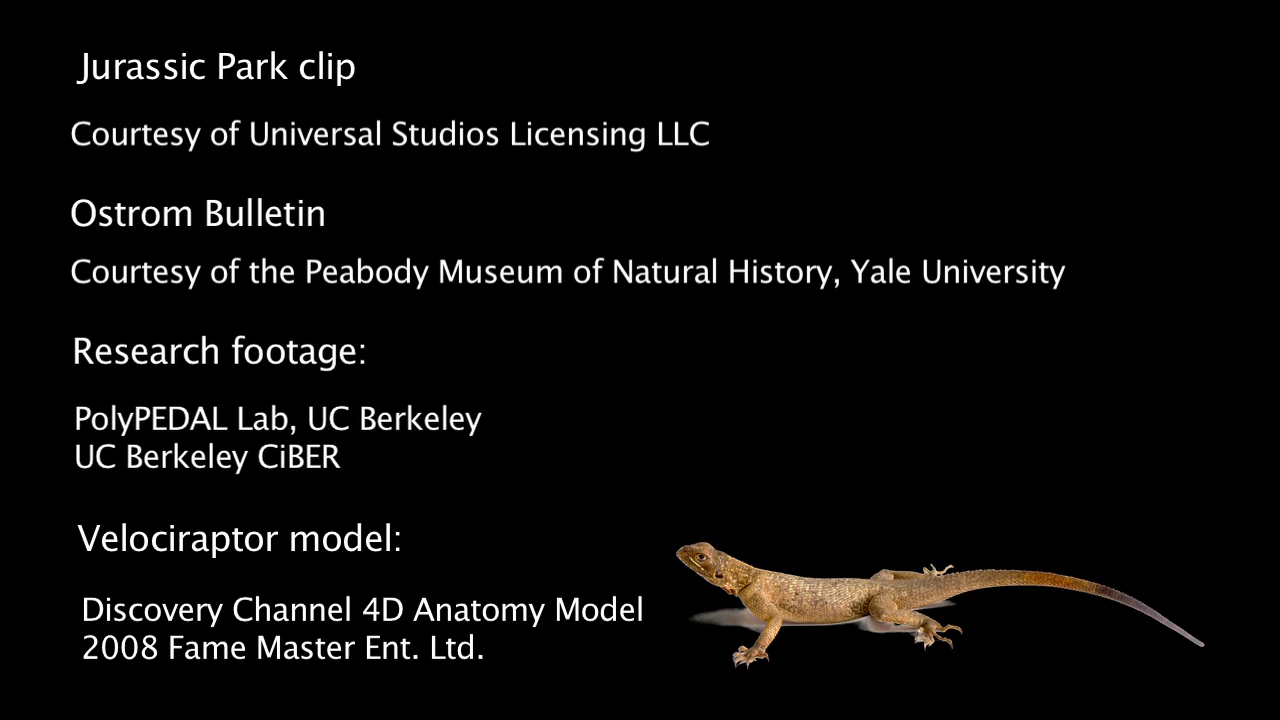 Jurassic Park clip
Courtesy of Universal Studios Licensing LLC
Ostrom Bulletin
Courtesy of the Peabody Museum of Natural History, Yale University
Research footage:
PolyPEDAL Lab, UC Berkeley
UC Berkeley CiBER
Velociraptor model:
Discovery Channel 4D Anatomy Model
2008 Fame Master Ent. Ltd.